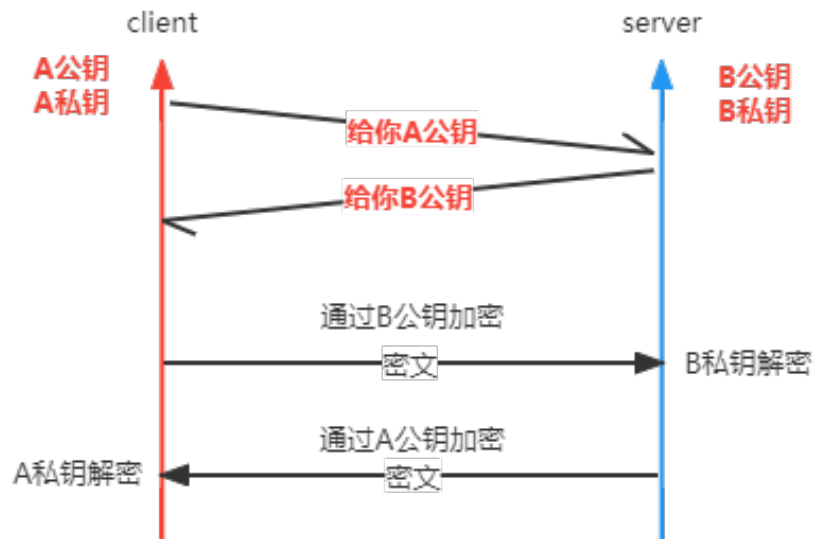 client
server
A公钥
A私钥
B公钥
B私钥
给你A公钥
给你B公钥
通过B公钥加密
密文
B私钥解密
通过A公钥加密
A私钥解密
密文